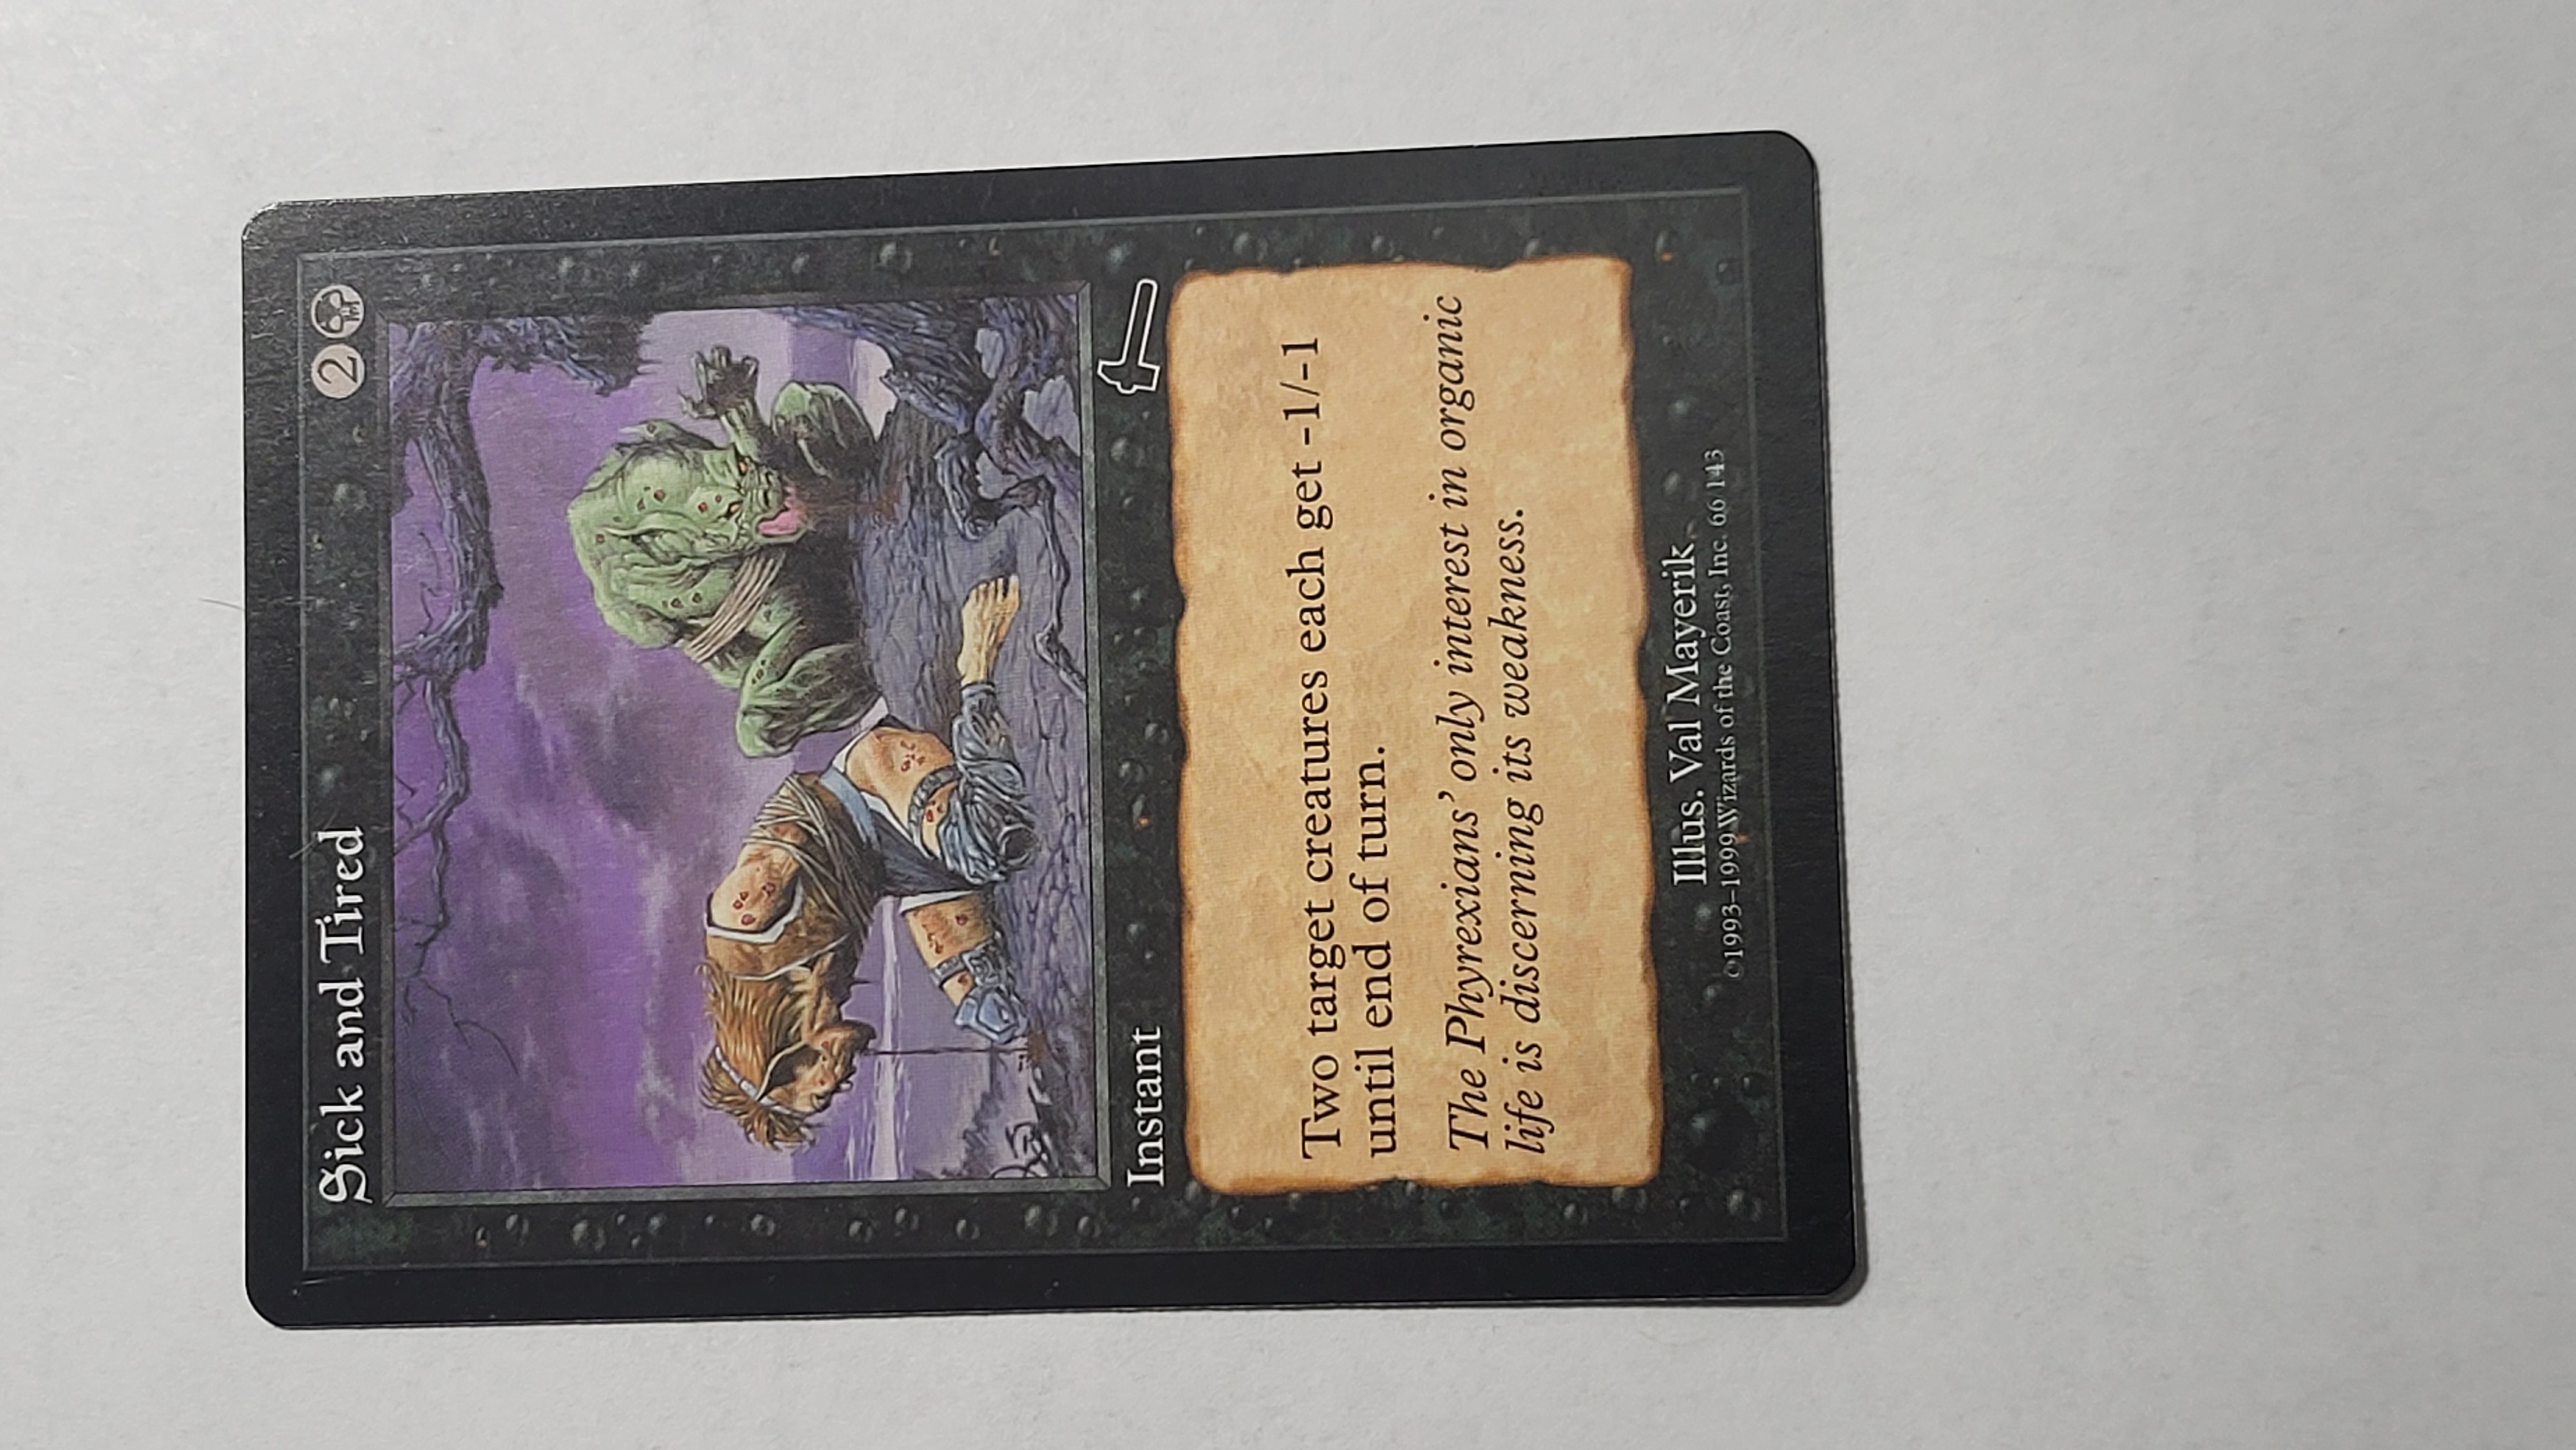 Sick and Tired 2
Instant
Two target creatures each get -1/-1
until end of turn.
The Phyrexians' only interest in organic
life is discerning its weakness.
Illus. Val Mayerik
©1993–1999 Wizards of the Coast, Inc. 66 143